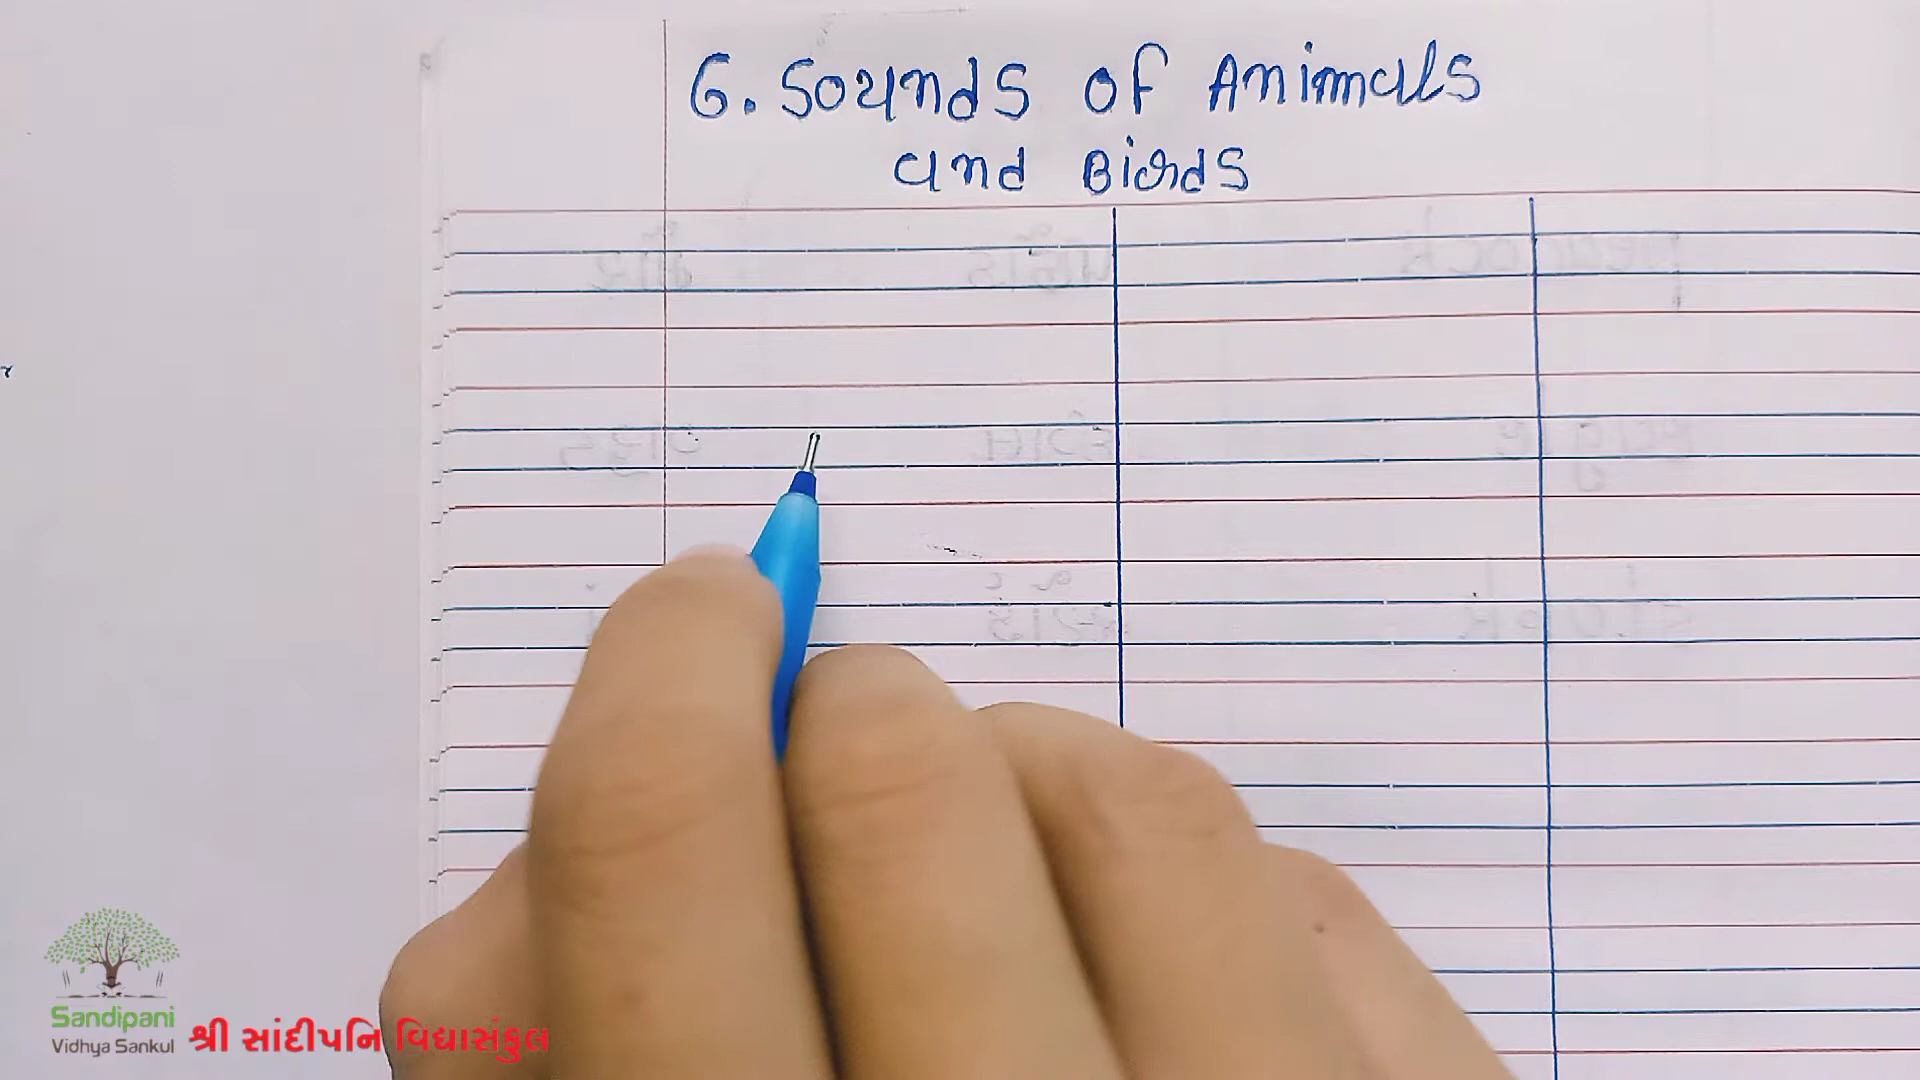 6. Sounds of Animals
and Birds
Sandipani
Vidhya Sankul
શ્રી સાંદીપનિ વિદ્યાસંકુલ